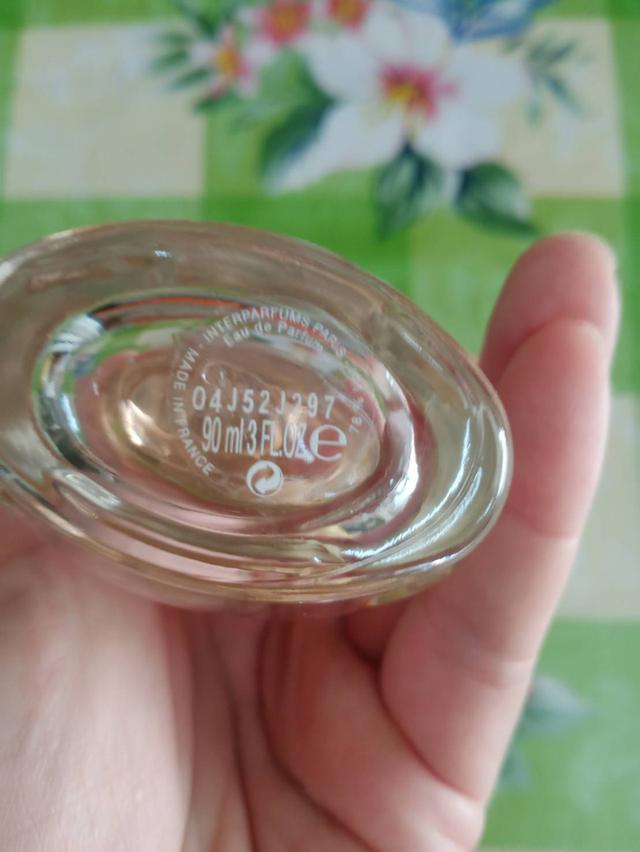 MADE IN FRANCE - INTERPARFUMS PARIS
Eau de Parfum
04J52J297
90 ml/3 FL.OZ e